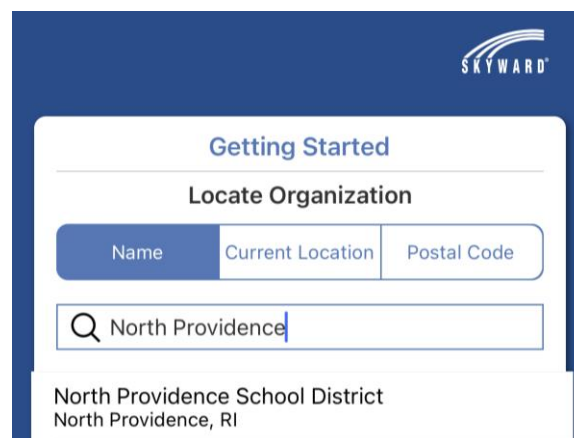 SKYWARD®
Getting Started
Locate Organization
Name Current Location Postal Code
North Providence
North Providence School District
North Providence, RI